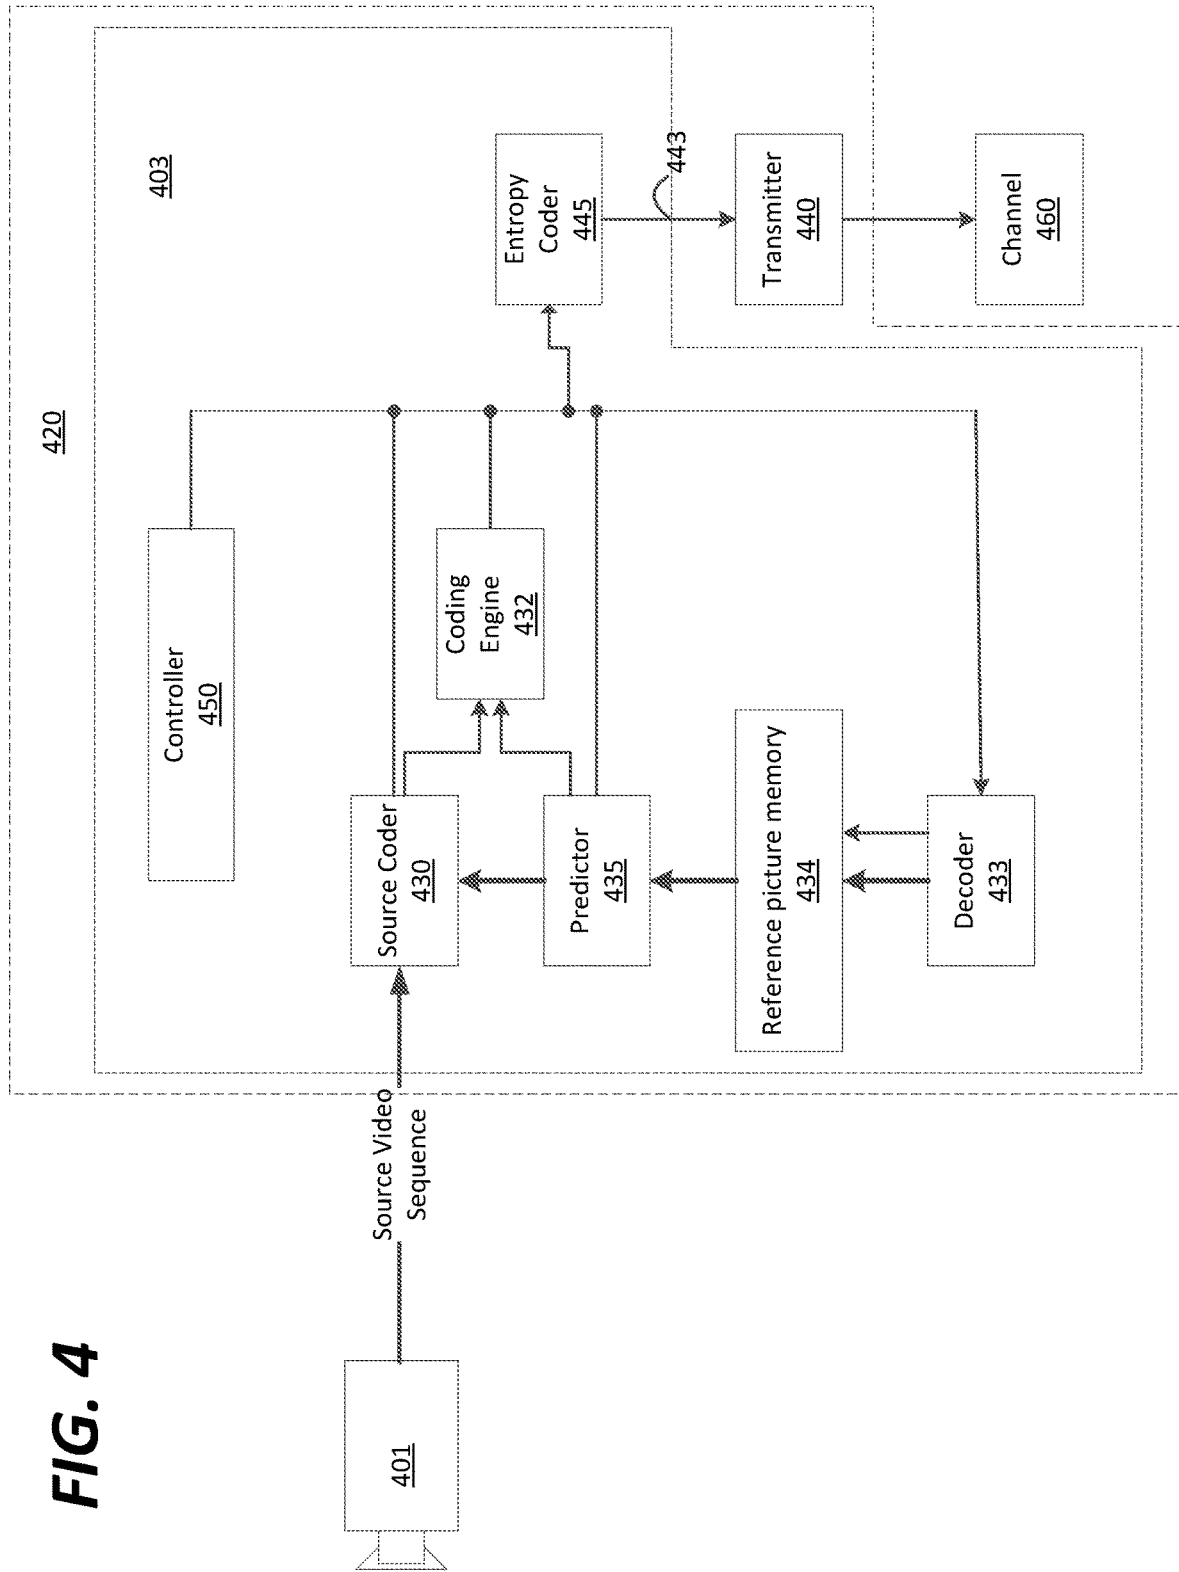 FIG. 4
420
403
Controller
450
Source Video
Sequence
401
Source Coder
430
Coding
Engine
432
Entropy
Coder
445
443
Predictor
435
Reference picture memory
434
Transmitter
440
Decoder
433
Channel
460